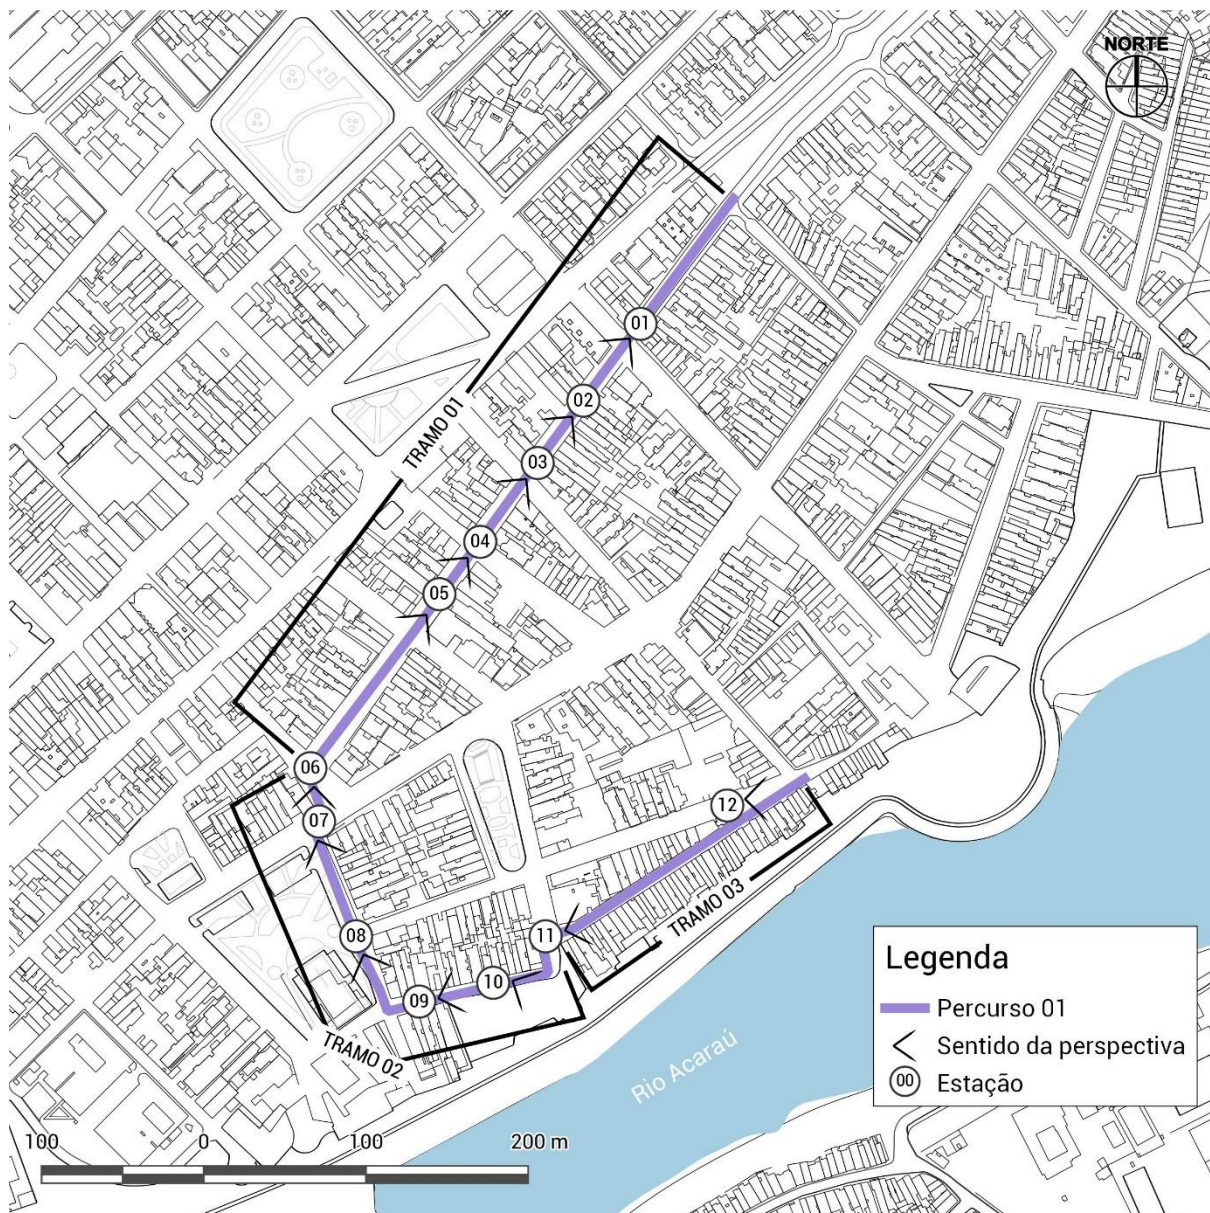 NORTE
TRAMO 01
01
02
03
04
05
06
07
08
09
10
11
12
TRAMO 03
TRAMO 02
Rio Acaraú
Legenda
Percurso 01
Sentido da perspectiva
00 Estação
100 0 100 200 m